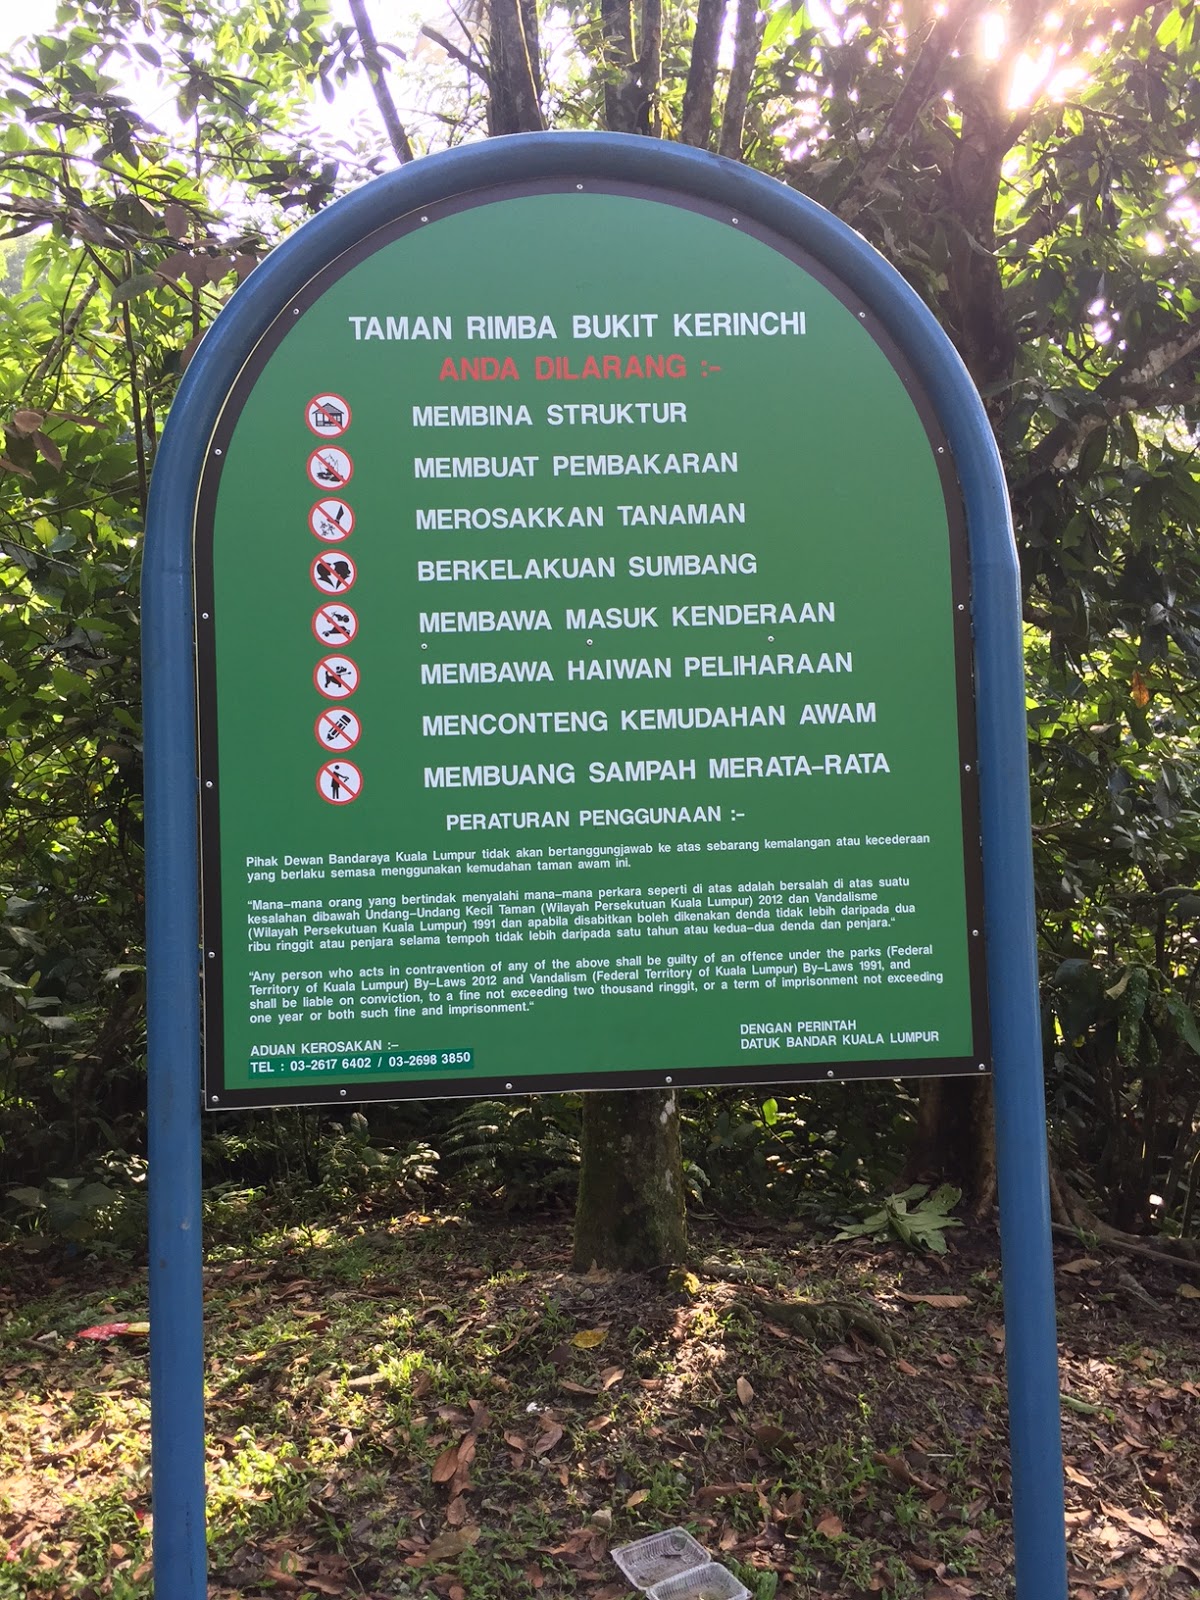 TAMAN RIMBA BUKIT KERINCHI
ANDA DILARANG :-
MEMBINA STRUKTUR
MEMBUAT PEMBAKARAN
MEROSAKKAN TANAMAN
BERKELAKUAN SUMBANG
MEMBAWA MASUK KENDERAAN
MEMBAWA HAIWAN PELIHARAAN
MENCONTENG KEMUDAHAN AWAM
MEMBUANG SAMPAH MERATA-RATA
PERATURAN PENGGUNAAN :-
Pihak Dewan Bandaraya Kuala Lumpur tidak akan bertanggungjawab ke atas sebarang kemalangan atau kecederaan
yang berlaku semasa menggunakan kemudahan taman awam ini.
"Mana-mana orang yang bertindak menyalahi mana-mana perkara seperti di atas adalah bersalah di atas suatu
kesalahan dibawah Undang-Undang Kecil Taman (Wilayah Persekutuan Kuala Lumpur) 2012 dan Vandalisme
(Wilayah Persekutuan Kuala Lumpur) 1991 dan apabila disabitkan boleh dikenakan denda tidak lebih daripada dua
ribu ringgit atau penjara selama tempoh tidak lebih daripada satu tahun atau kedua-dua denda dan penjara."
"Any person who acts in contravention of any of the above shall be guilty of an offence under the parks (Federal
Territory of Kuala Lumpur) By-Laws 2012 and Vandalism (Federal Territory of Kuala Lumpur) By-Laws 1991, and
shall be liable on conviction, to a fine not exceeding two thousand ringgit, or a term of imprisonment not exceeding
one year or both such fine and imprisonment."
ADUAN KEROSAKAN :-
TEL : 03-2617 6402 / 03-2698 3850
DENGAN PERINTAH
DATUK BANDAR KUALA LUMPUR